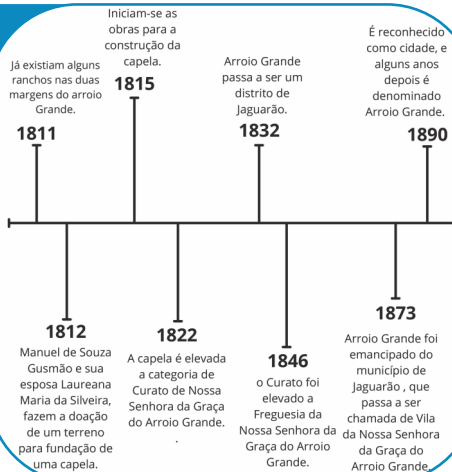 Já existiam alguns
ranchos nas duas
margens do arroio
Grande.
1811
Manuel de Souza
Gusmão e sua
esposa Laureana
Maria da Silveira,
fazem a doação
de um terreno
para fundação de
uma capela.
1812
Iniciam-se as
obras para a
construção da
capela.
1815
1822
A capela é elevada
a categoria de
Curato de Nossa
Senhora da Graça
do Arroio Grande.
.
Arroio Grande
passa a ser um
distrito de
Jaguarão.
1832
1846
o Curato foi
elevado a
Freguesia da
Nossa Senhora da
Graça do Arroio
Grande.
1873
Arroio Grande foi
emancipado do
município de
Jaguarão , que
passa a ser
chamada de Vila
da Nossa Senhora
da Graça do
Arroio Grande.
É reconhecido
como cidade, e
alguns anos
depois é
denominado
Arroio Grande.
1890